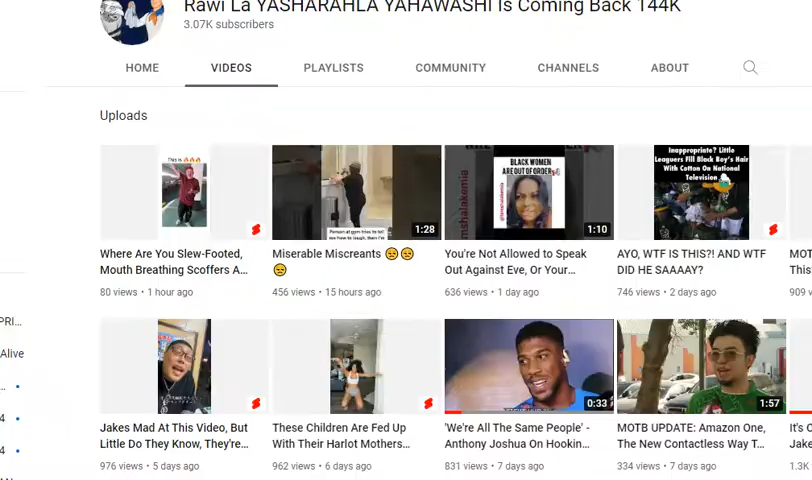 Rawi La YASHARAHLA YAHAWASHI Is Coming Back 144K
3.07K subscribers
HOME VIDEOS PLAYLISTS COMMUNITY CHANNELS ABOUT
Uploads
This is
BLACK WOMEN
ARE OUT OF ORDER
mshalakemia
Inappropriate? Little
Leaguers Fill Black Boy's Hair
With Cotton On National
Television
1:28
1:10
Where Are You Slew-Footed,
Mouth Breathing Scoffers A...
80 views • 1 hour ago
Miserable Miscreants 😑😑
😑
456 views • 15 hours ago
You're Not Allowed to Speak
Out Against Eve, Or Your...
636 views • 1 day ago
AYO, WTF IS THIS?! AND WTF
DID HE SAAAAY?
746 views • 2 days ago
MOT
This'
909 v
PRI...
Alive
4
4
0:33
1:57
Jakes Mad At This Video, But
Little Do They Know, They're...
976 views • 5 days ago
These Children Are Fed Up
With Their Harlot Mothers...
962 views • 6 days ago
'We're All The Same People' -
Anthony Joshua On Hookin...
831 views • 7 days ago
MOTB UPDATE: Amazon One,
The New Contactless Way T...
334 views • 7 days ago
It's C
Jake
1.3K